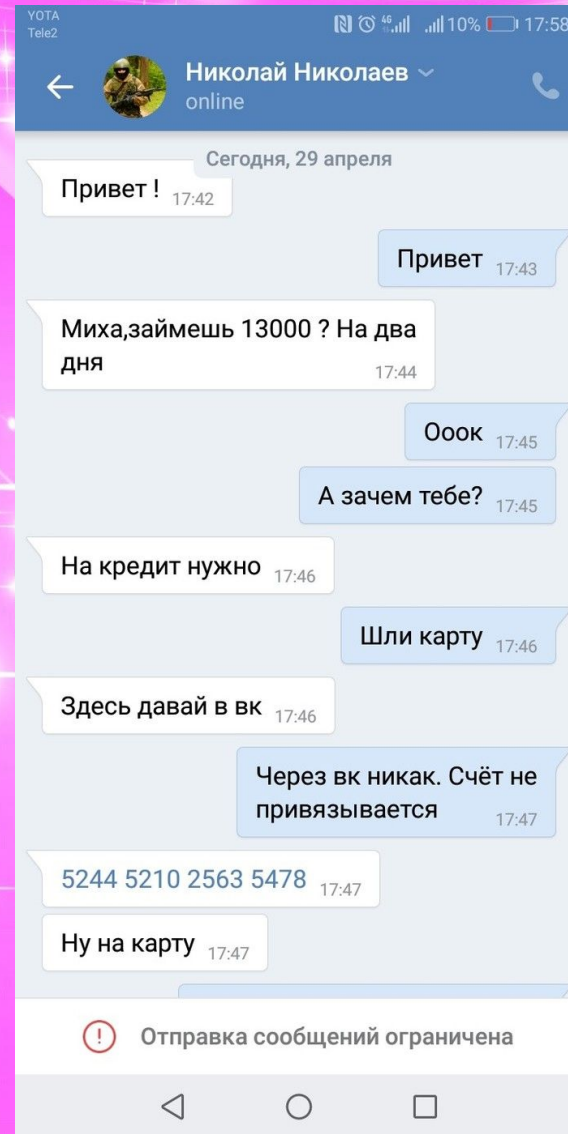 YOTA
Tele2
4G 10% 17:58
Николай Николаев
online
Сегодня, 29 апреля
Привет ! 17:42
Привет 17:43
Миха,займешь 13000 ? На два
дня 17:44
Ооок 17:45
А зачем тебе? 17:45
На кредит нужно 17:46
Шли карту 17:46
Здесь давай в вк 17:46
Через вк никак. Счёт не
привязывается 17:47
5244 5210 2563 5478 17:47
Ну на карту 17:47
Отправка сообщений ограничена